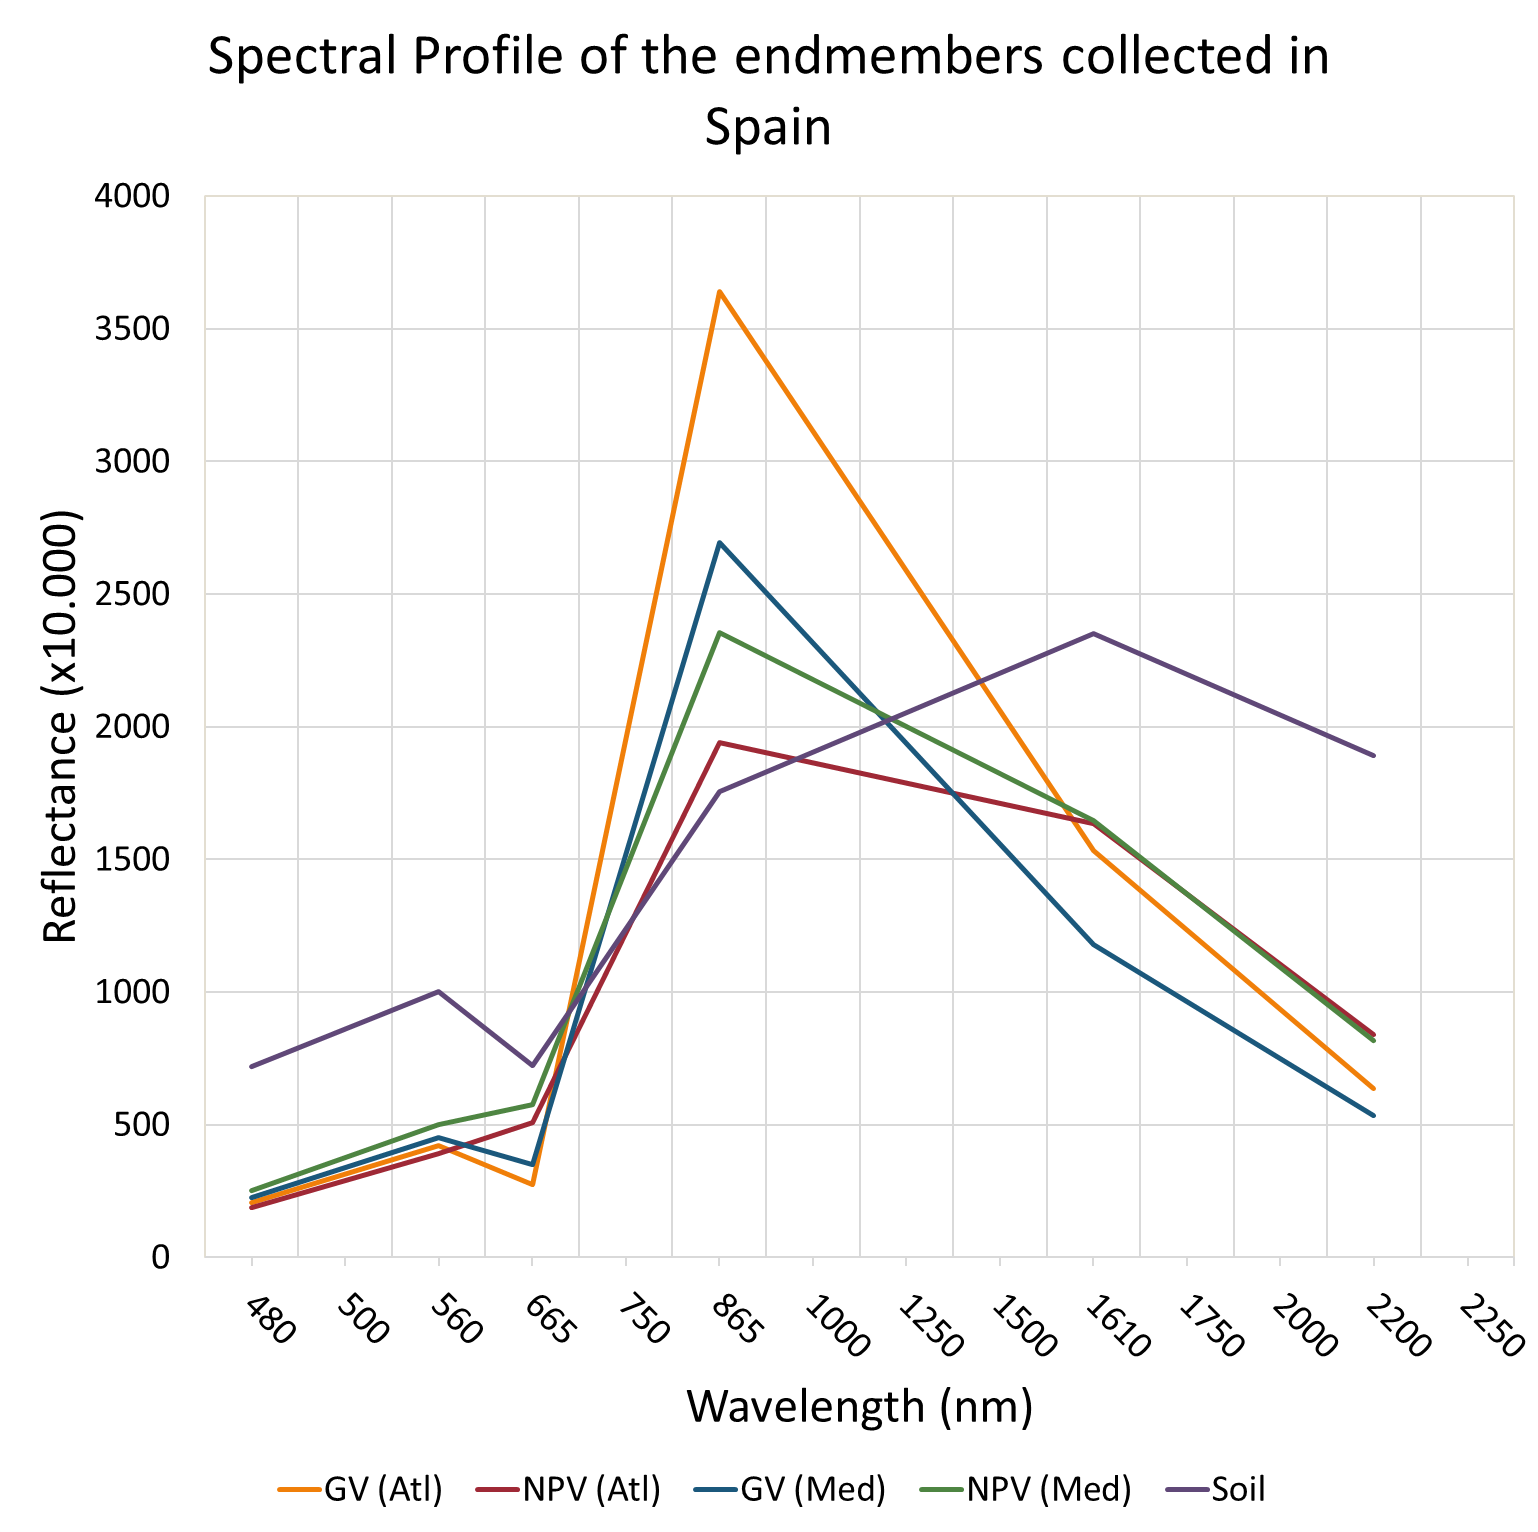 Spectral Profile of the endmembers collected in
Spain
4000
3500
3000
2500
2000
1500
1000
500
0
Reflectance (x10.000)
480 500 560 665 750 865 1000 1250 1500 1610 1750 2000 2200 2250
Wavelength (nm)
GV (Atl) NPV (Atl) GV (Med) NPV (Med) Soil